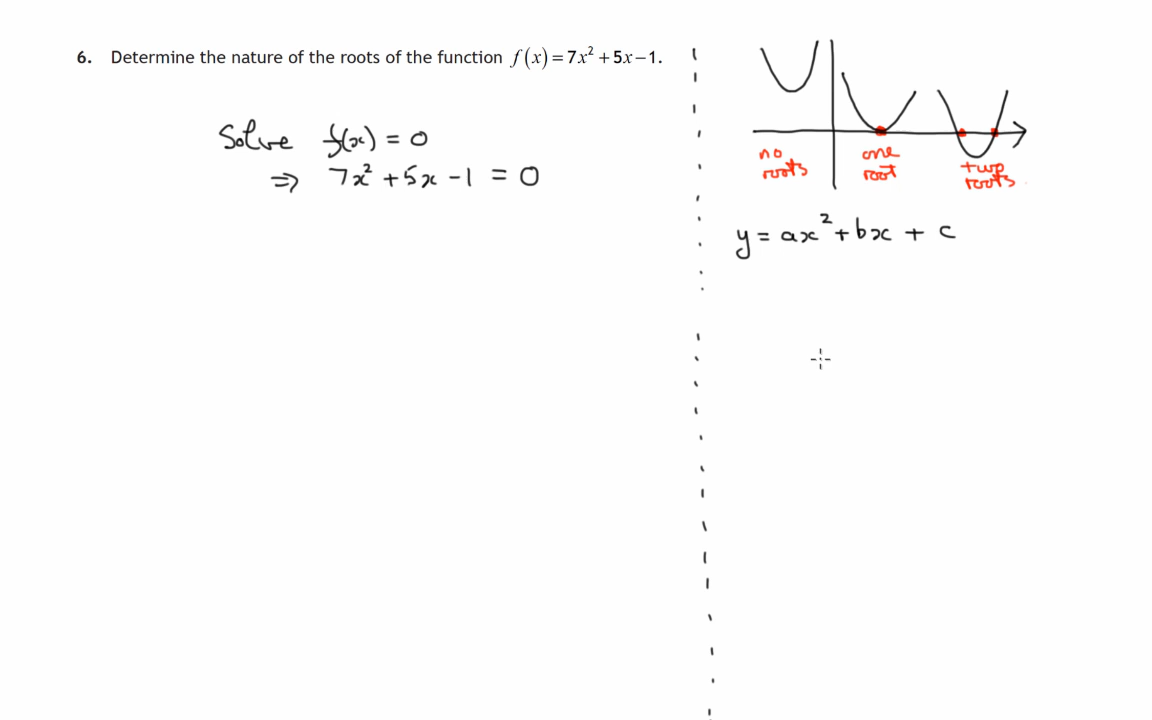 6. Determine the nature of the roots of the function f(x)=7x²+5x−1.
Solve f(x) = 0
⇒ 7x² + 5x - 1 = 0
no
roots
one
root
two
roots
y = ax² + bx + c